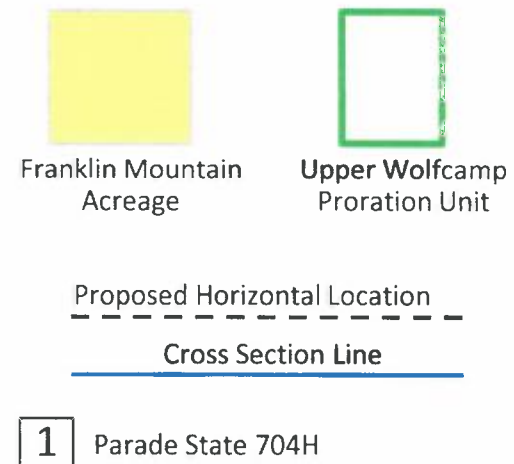 Franklin Mountain
Acreage
Upper Wolfcamp
Proration Unit
Proposed Horizontal Location
Cross Section Line
1 Parade State 704H